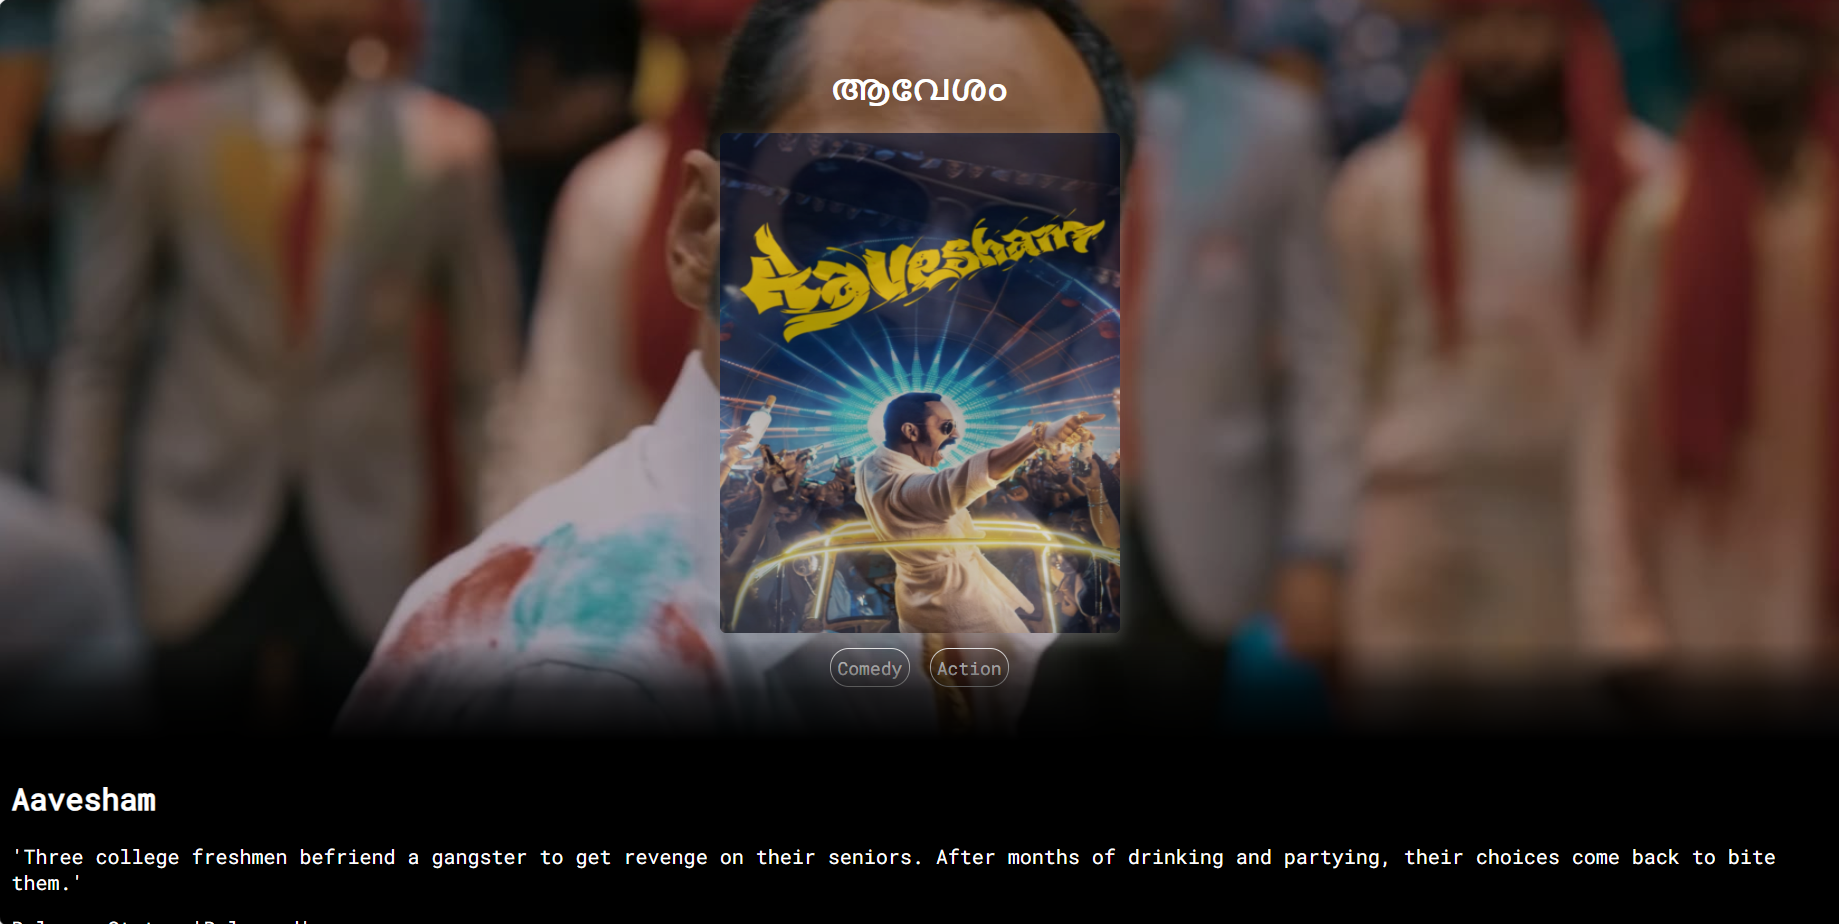 ആവേശം
Aavesham
Comedy
Action
Aavesham
'Three college freshmen befriend a gangster to get revenge on their seniors. After months of drinking and partying, their choices come back to bite
them.'